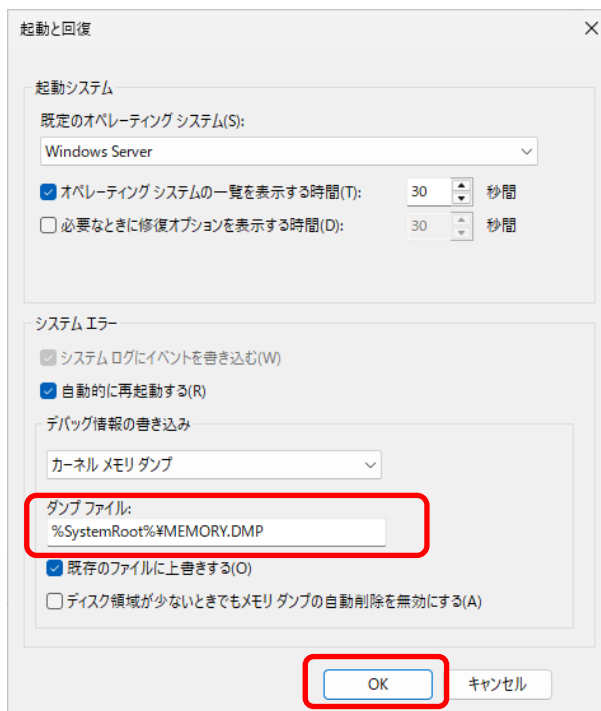 起動と回復
起動システム
既定のオペレーティング システム(S):
Windows Server
オペレーティング システムの一覧を表示する時間(T): 30 秒間
必要なときに修復オプションを表示する時間(D): 30 秒間
システム エラー
システム ログにイベントを書き込む(W)
自動的に再起動する(R)
デバッグ情報の書き込み
カーネル メモリ ダンプ
ダンプ ファイル:
%SystemRoot%¥MEMORY.DMP
既存のファイルに上書きする(O)
ディスク領域が少ないときでもメモリ ダンプの自動削除を無効にする(A)
OK キャンセル